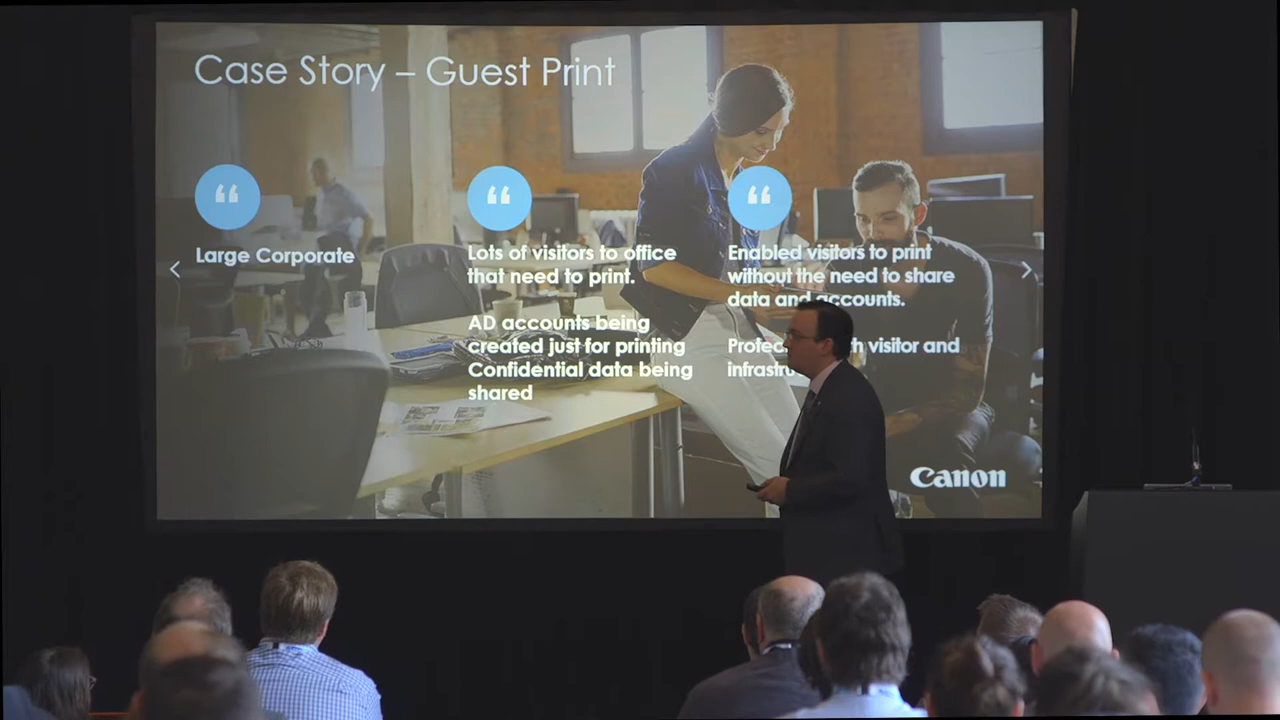 Case Story – Guest Print
Large Corporate
Lots of visitors to office
that need to print.
AD accounts being
created just for printing
Confidential data being
shared
Enabled visitors to print
without the need to share
data and accounts.
visitor and
Canon